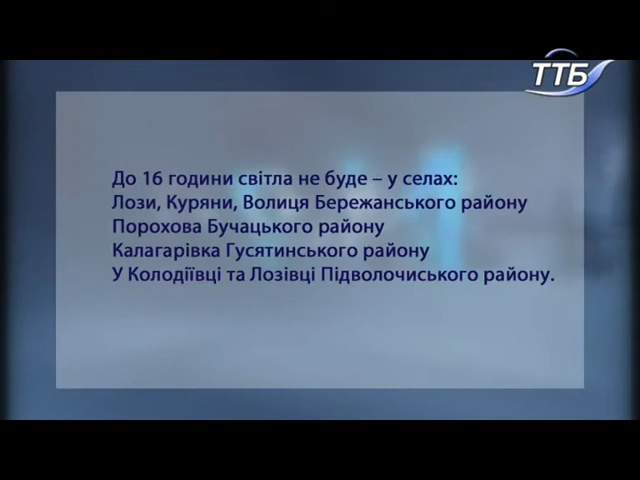 ТТБ
До 16 години світла не буде – у селах:
Лози, Куряни, Волиця Бережанського району
Порохова Бучацького району
Калагарівка Гусятинського району
У Колодіївці та Лозівці Підволочиського району.